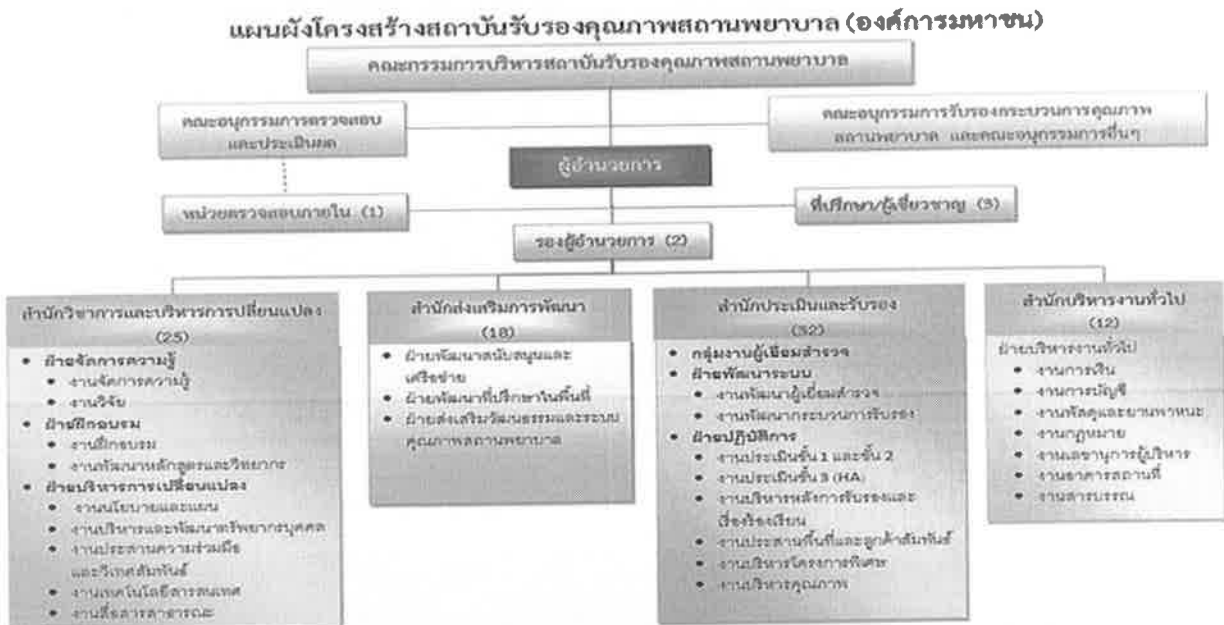 แผนผังโครงสร้างสถาบันรับรองคุณภาพสถานพยาบาล (องค์การมหาชน)
คณะกรรมการบริหารสถาบันรับรองคุณภาพสถานพยาบาล
คณะอนุกรรมการตรวจสอบ
และประเมินผล
คณะอนุกรรมการรับรองกระบวนการคุณภาพ
สถานพยาบาล และคณะอนุกรรมการอื่นๆ
ผู้อำนวยการ
หน่วยตรวจสอบภายใน (1)
ที่ปรึกษา/ผู้เชี่ยวชาญ (3)
รองผู้อำนวยการ (2)
สำนักวิชาการและบริหารการเปลี่ยนแปลง
(25)
• ฝ่ายจัดการความรู้
• งานจัดการความรู้
• งานวิจัย
• ฝ่ายฝึกอบรม
• งานฝึกอบรม
• งานพัฒนาหลักสูตรและวิทยากร
• ฝ่ายบริหารการเปลี่ยนแปลง
• งานนโยบายและแผน
• งานบริหารและพัฒนาทรัพยากรบุคคล
• งานประสานความร่วมมือ
และวิเทศสัมพันธ์
• งานเทคโนโลยีสารสนเทศ
• งานสื่อสารสาธารณะ
สำนักส่งเสริมการพัฒนา
(18)
• ฝ่ายพัฒนาสนับสนุนและ
เครือข่าย
• ฝ่ายพัฒนาที่ปรึกษาในพื้นที่
• ฝ่ายส่งเสริมวัฒนธรรมและระบบ
คุณภาพสถานพยาบาล
สำนักประเมินและรับรอง
(32)
• กลุ่มงานผู้เยี่ยมสำรวจ
• ฝ่ายพัฒนาระบบ
• งานพัฒนาผู้เยี่ยมสำรวจ
• งานพัฒนากระบวนการรับรอง
• ฝ่ายปฏิบัติการ
• งานประเมินขั้น 1 และขั้น 2
• งานประเมินขั้น 3 (HA)
• งานบริหารหลังการรับรองและ
เรื่องร้องเรียน
• งานประสานพื้นที่และลูกค้าสัมพันธ์
• งานบริหารโครงการพิเศษ
• งานบริหารคุณภาพ
สำนักบริหารงานทั่วไป
(12)
ฝ่ายบริหารงานทั่วไป
• งานการเงิน
• งานการบัญชี
• งานพัสดุและยานพาหนะ
• งานกฎหมาย
• งานเลขานุการผู้บริหาร
• งานอาคารสถานที่
• งานสารบรรณ